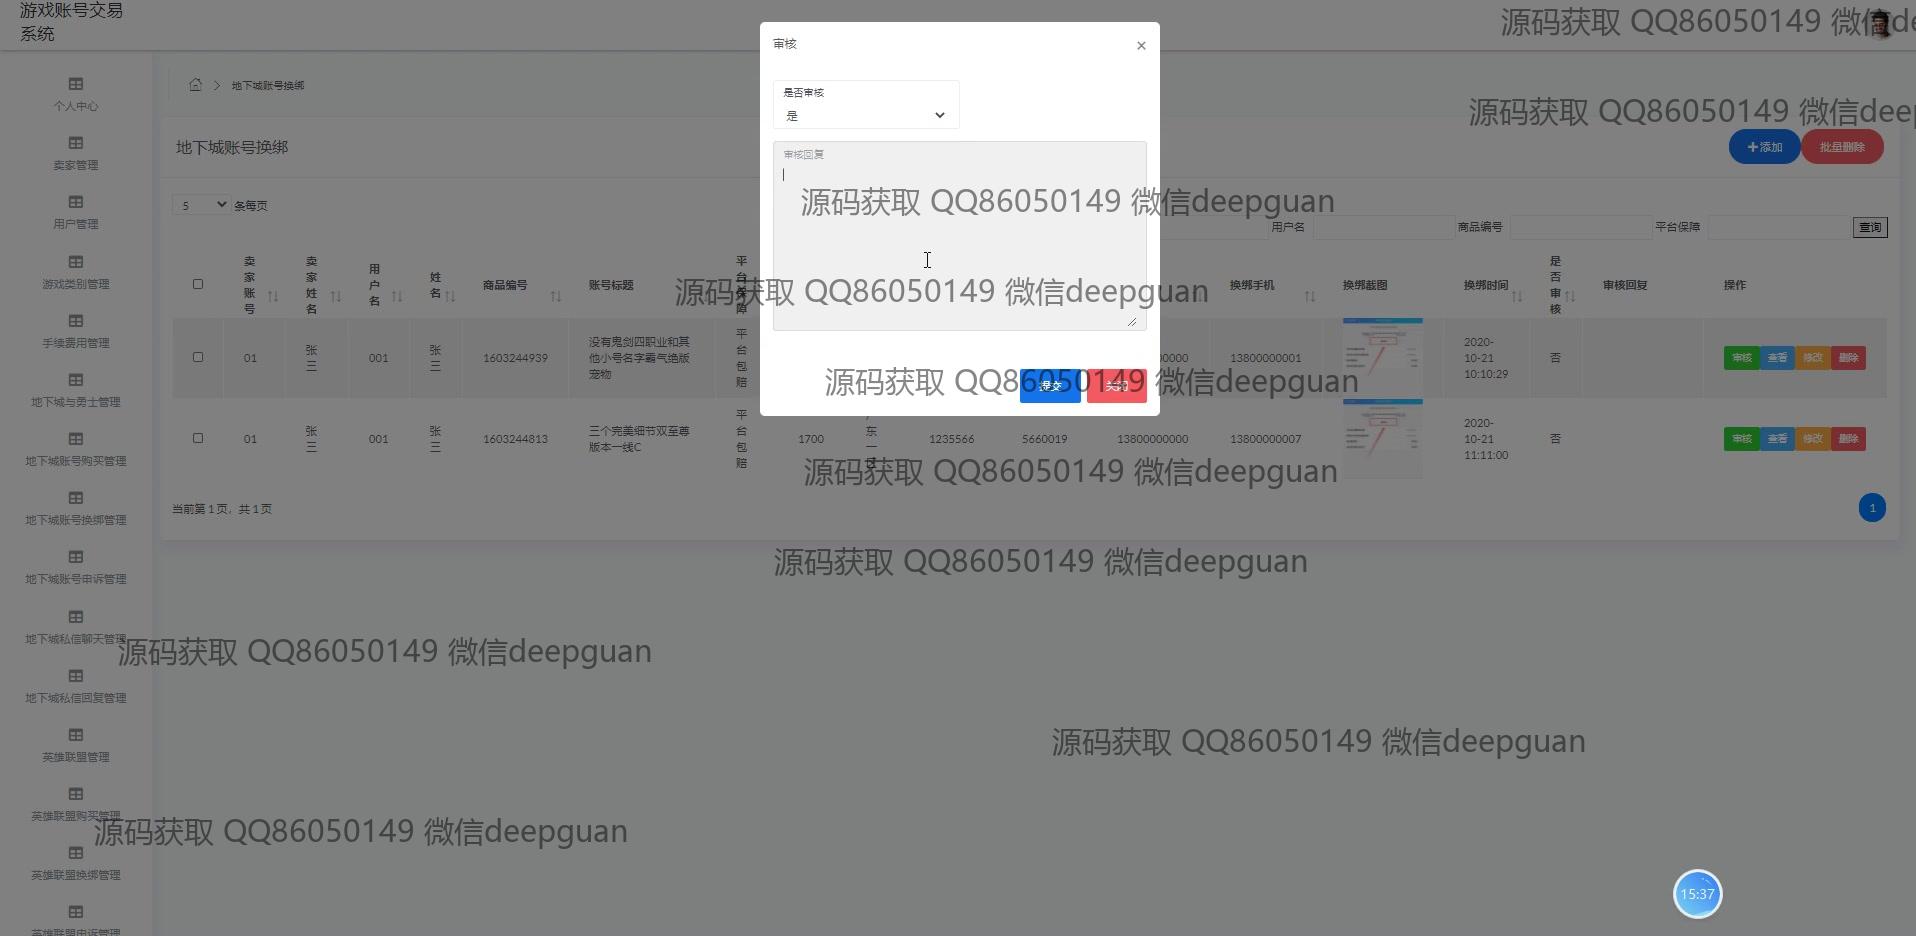 游戏账号交易
系统
源码获取 QQ86050149 微信de
审核
×
地下城账号换绑
是否审核
是
源码获取 QQ86050149 微信deep
地下城账号换绑
添加
批量删除
审核回复
源码获取 QQ86050149 微信deepguan
5
条每页
用户名
商品编号
平台保障
查询
卖家账号
卖家姓名
用户名
姓名
商品编号
账号标题
平台保障
换绑手机
换绑截图
换绑时间
是否审核
审核回复
操作
源码获取 QQ86050149 微信deepguan
01
张三
001
张三
1603244939
没有鬼剑四职业和其
他小号名字霸气绝版
宠物
平台包赔
0000
13800000001
2020-
10-21
10:10:29
否
审核
查看
修改
删除
源码获取 QQ86050149 微信deepguan
提交
关闭
01
张三
001
张三
1603244813
三个完美细节双至尊
版本一线C
平台包赔
1700
东一
1235566
5660019
13800000000
13800000007
2020-
10-21
11:11:00
否
审核
查看
修改
删除
源码获取 QQ86050149 微信deepguan
当前第 1 页，共 1 页
1
源码获取 QQ86050149 微信deepguan
源码获取 QQ86050149 微信deepguan
源码获取 QQ86050149 微信deepguan
源码获取 QQ86050149 微信deepguan
个人中心
卖家管理
用户管理
游戏类别管理
手续费用管理
地下城与勇士管理
地下城账号购买管理
地下城账号换绑管理
地下城账号申诉管理
地下城私信聊天管理
地下城私信回复管理
英雄联盟管理
英雄联盟购买管理
英雄联盟换绑管理
英雄联盟申诉管理
15:37